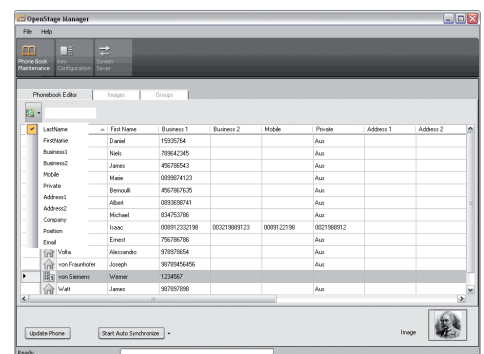 OpenStage Manager
File Help
Phone Book Maintenance
Key Configuration
Screen Saver
Phonebook Editor Images Groups
LastName First Name Business 1 Business 2 Mobile Private Address 1 Address 2
FirstName Daniel 15935764 Aus
Business1 Niels 789642345 Aus
Business2 James 456786543 Aus
Mobile Marie 0899874123 Aus
Private Bernoulli 4567867635 Aus
Address1 Albert 0893698741 Aus
Address2 Michael 834753786 Aus
Company Isaac 008912332198 00321989123 0089122198 0021988912
Position Ernest 756786786 Aus
Email
Volta Alessandro 978978654 Aus
von Fraunhofer Joseph 98789456456 Aus
von Siemens Werner 1234567
Watt James 987897898 Aus
Update Phone Start Auto Synchronize Image
Ready